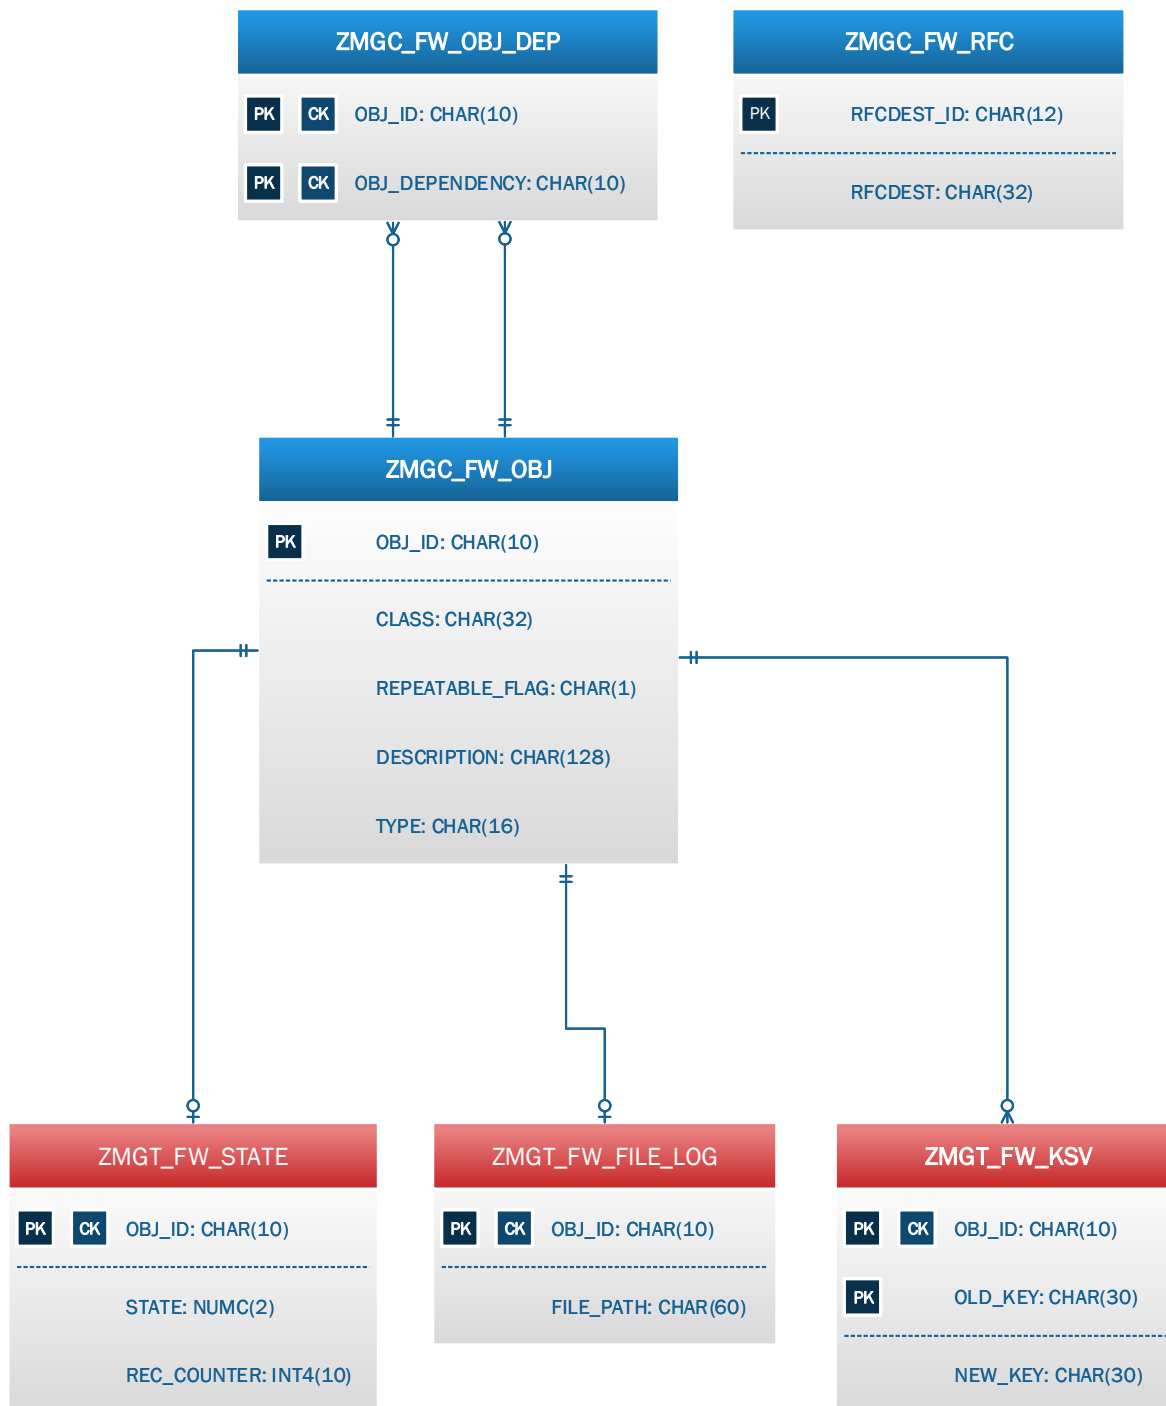 ZMGC_FW_OBJ_DEP
PK CK OBJ_ID: CHAR(10)
PK CK OBJ_DEPENDENCY: CHAR(10)
ZMGC_FW_RFC
PK RFCDEST_ID: CHAR(12)
RFCDEST: CHAR(32)
ZMGC_FW_OBJ
PK OBJ_ID: CHAR(10)
CLASS: CHAR(32)
REPEATABLE_FLAG: CHAR(1)
DESCRIPTION: CHAR(128)
TYPE: CHAR(16)
ZMGT_FW_STATE
PK CK OBJ_ID: CHAR(10)
STATE: NUMC(2)
REC_COUNTER: INT4(10)
ZMGT_FW_FILE_LOG
PK CK OBJ_ID: CHAR(10)
FILE_PATH: CHAR(60)
ZMGT_FW_KSV
PK CK OBJ_ID: CHAR(10)
PK OLD_KEY: CHAR(30)
NEW_KEY: CHAR(30)